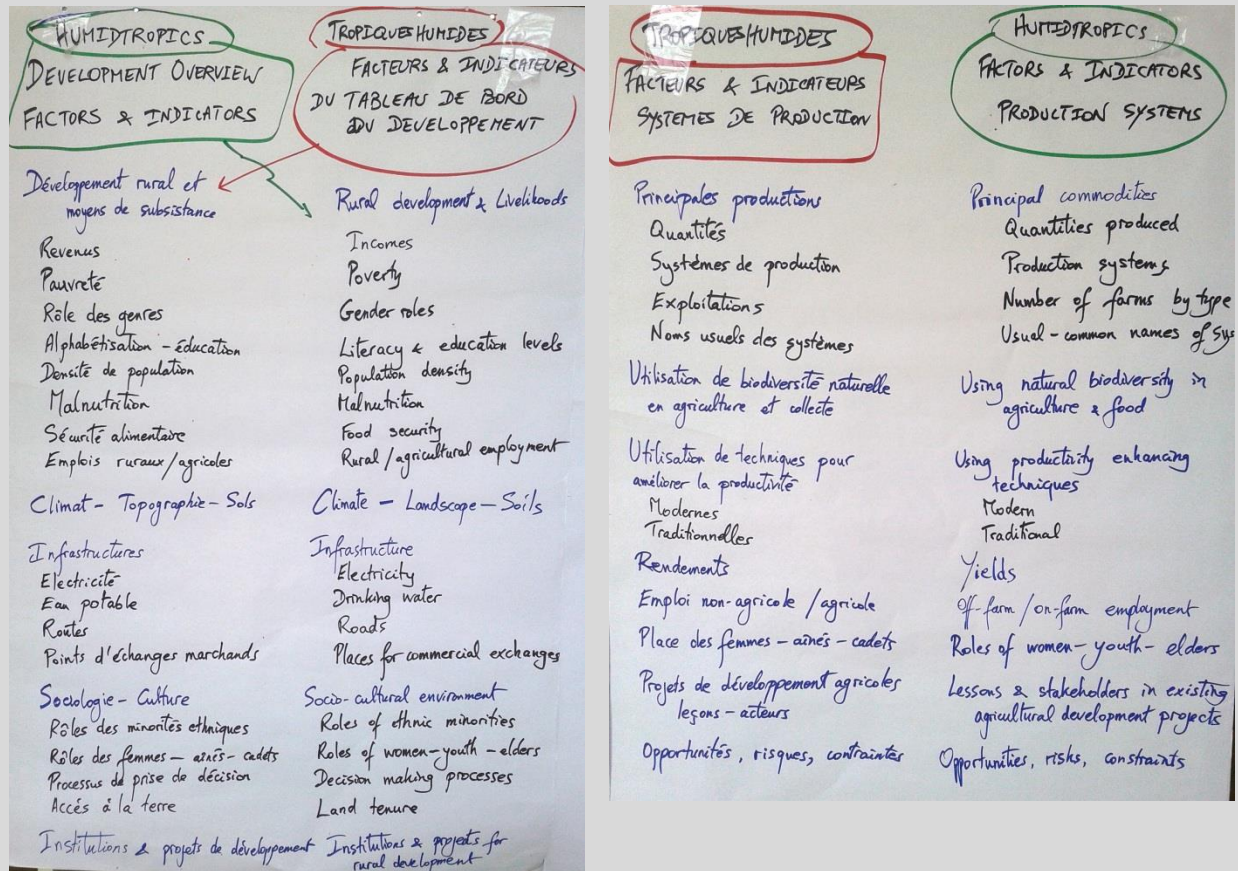 HUMIDTROPICS
DEVELOPMENT OVERVIEW
FACTORS & INDICATORS
TROPIQUES HUMIDES
FACTEURS & INDICATEURS
DU TABLEAU DE BORD
DU DEVELOPPEMENT
Développement rural et
moyens de subsistance
Revenus
Pauvreté
Rôle des genres
Alphabétisation - éducation
Densité de population
Malnutrition
Sécurité alimentaire
Emplois ruraux/agricoles
Climat - Topographie - Sols
Infrastructures
Electricité
Eau potable
Routes
Points d'échanges marchands
Sociologie - Culture
Rôles des minorités ethniques
Rôles des femmes - ainés - cadets
Processus de prise de décision
Accés á la terre
Institutions & projets de développement
Rural development & Livelihoods
Incomes
Poverty
Gender roles
Literacy & education levels
Population density
Malnutrition
Food security
Rural/agricultural employment
Climate - Landscape - Soils
Infrastructure
Electricity
Drinking water
Roads
Places for commercial exchanges
Socio-cultural environment
Roles of ethnic minorities
Roles of women - youth - elders
Decision making processes
Land tenure
Institutions & projects for
rural development
TROPIQUES HUMIDES
FACTEURS & INDICATEURS
SYSTEMES DE PRODUCTION
Principales productions
Quantités
Systémes de production
Exploitations
Noms usuels des systémes
Utilisation de biodiversité naturelle
en agriculture et collecte
Utilisation de techniques pour
améliorer la productivité
Modernes
Traditionnelles
Rendements
Emploi non-agricole /agricole
Place des femmes - ainés - cadets
Projets de développement agricoles
leçons - acteurs
Opportunités, risques, contraintes
HUMIDTROPICS
FACTORS & INDICATORS
PRODUCTION SYSTEMS
Principal commodities
Quantities produced
Production systems
Number of farms by type
Usual - common names of Sys
Using natural biodiversity in
agriculture & food
Using productivity enhancing
techniques
Modern
Traditional
Yields
Off-farm /on-farm employment
Roles of women - youth - elders
Lessons & stakeholders in existing
agricultural development projects
Opportunities, risks, constraints